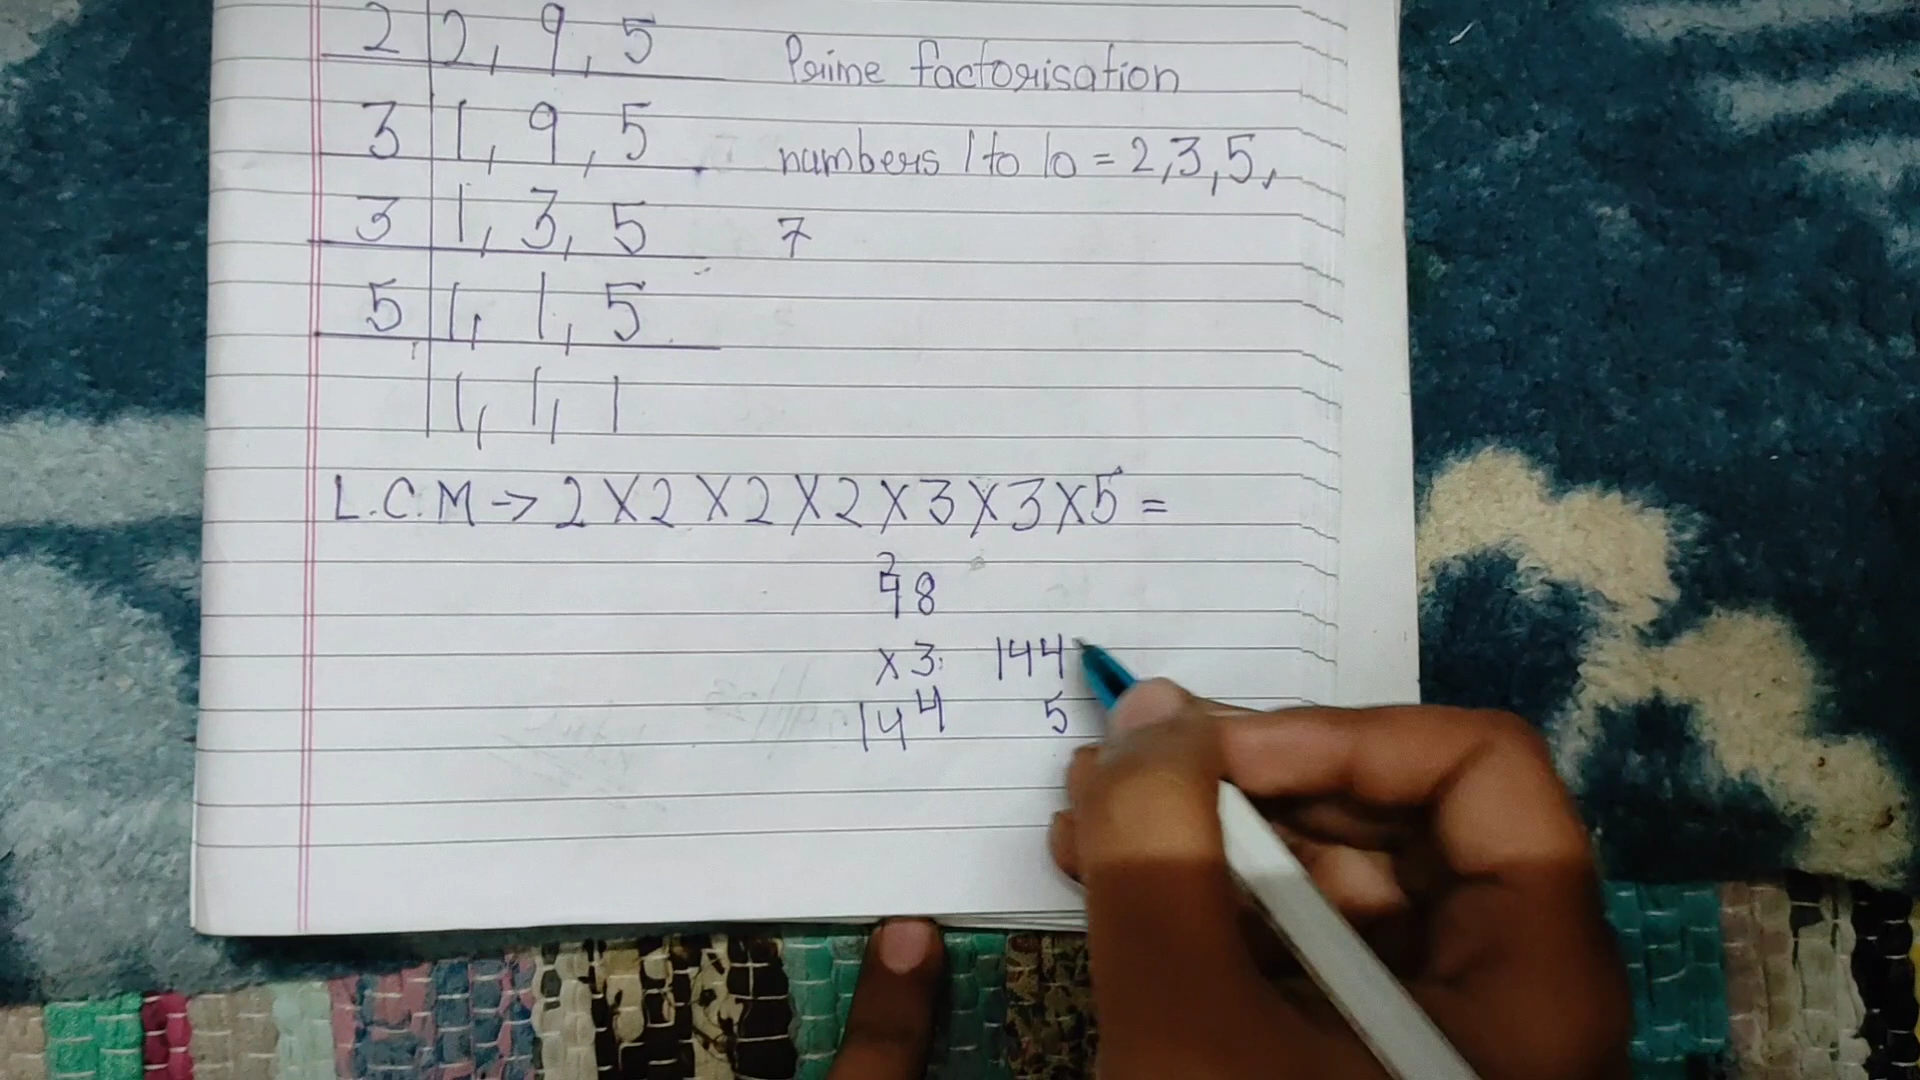 2 | 2, 9, 5
Prime factorisation
3 | 1, 9, 5
numbers 1 to 10 = 2,3,5,
3 | 1, 3, 5
7
5 | 1, 1, 5
1, 1, 1
L.C.M → 2 X 2 X 2 X 2 X 3 X 3 X 5 =
2
48
x 3
144
144
5